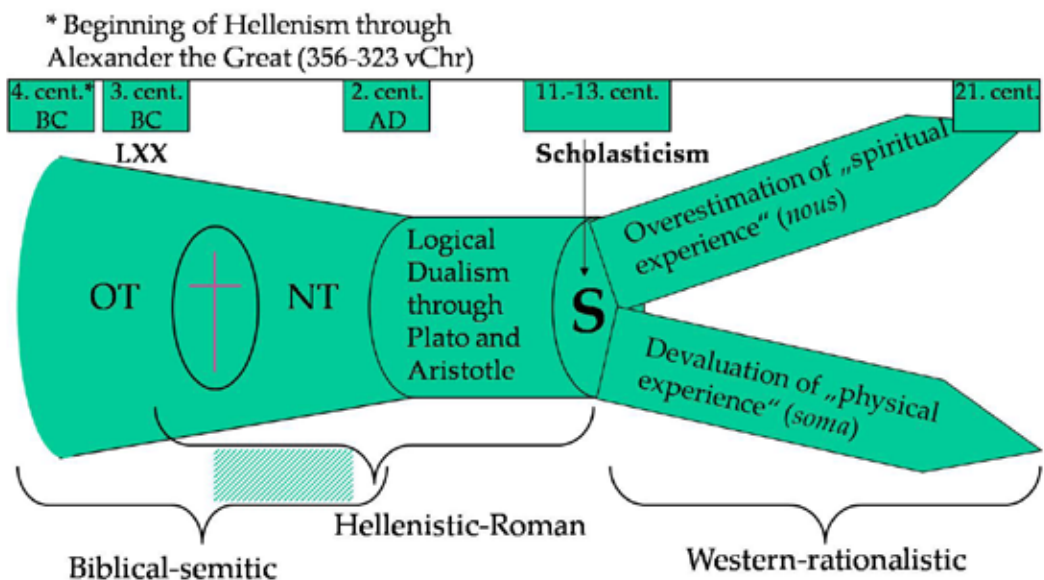 * Beginning of Hellenism through
Alexander the Great (356-323 vChr)
4. cent.*
BC
3. cent.
BC
2. cent.
AD
11.-13. cent.
21. cent.
LXX
Scholasticism
OT
NT
Logical
Dualism
through
Plato and
Aristotle
S
Overestimation of „spiritual
experience“ (nous)
Devaluation of „physical
experience“ (soma)
Hellenistic-Roman
Biblical-semitic
Western-rationalistic